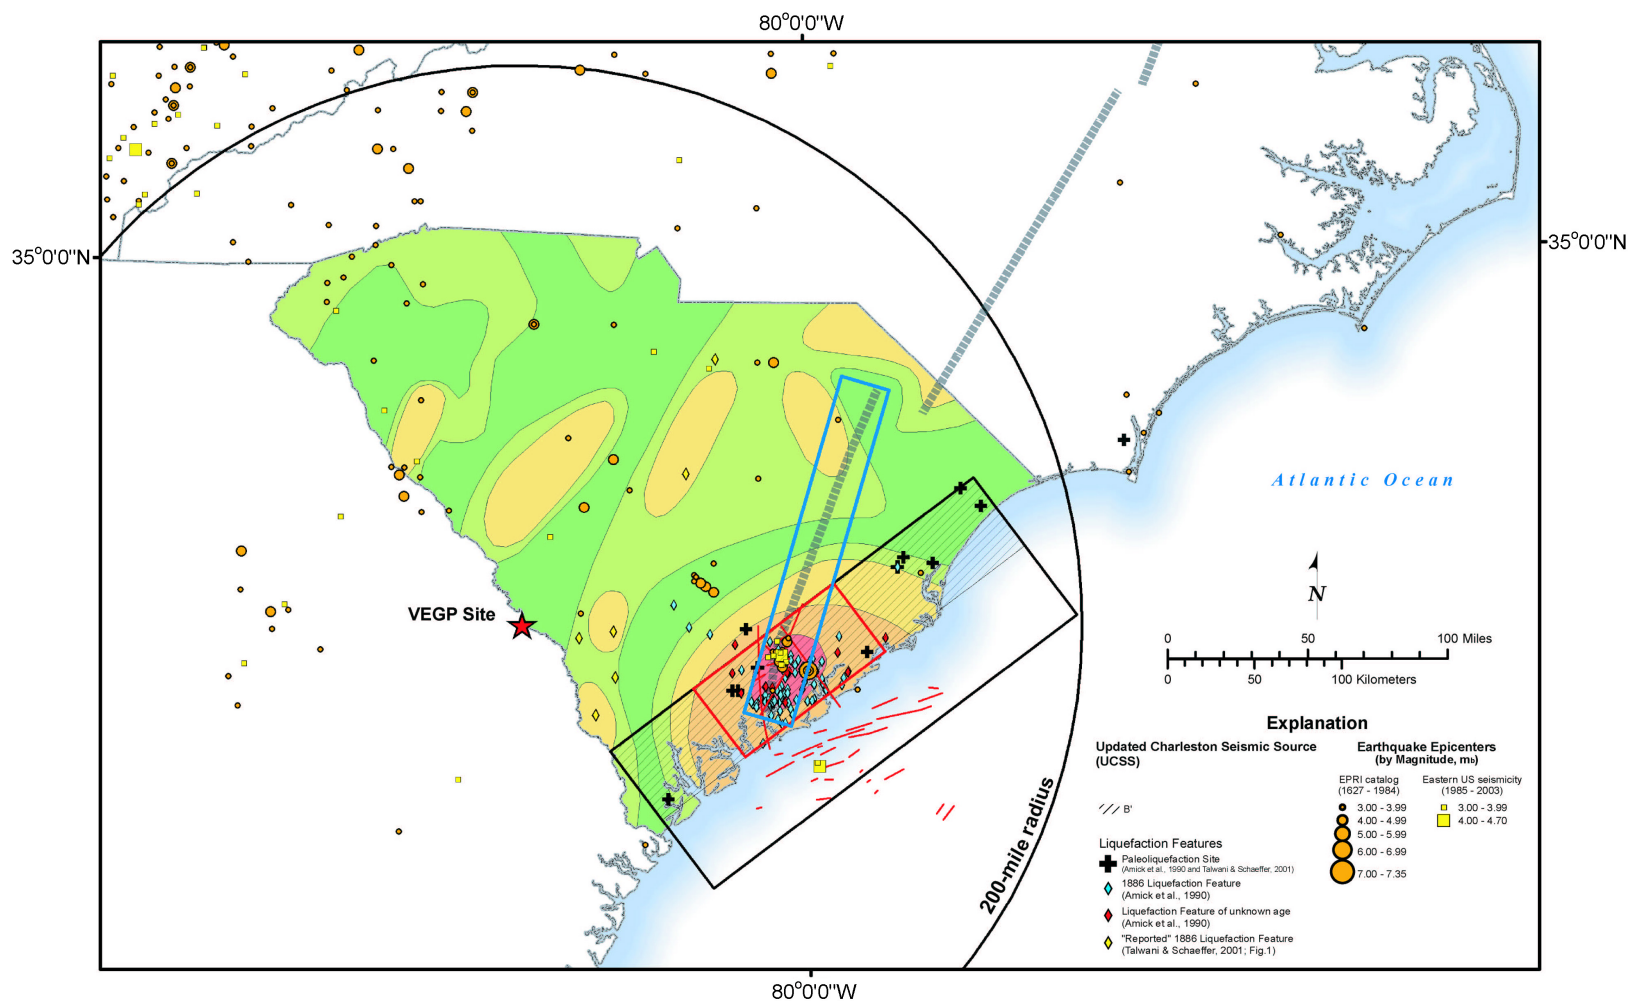 80°0'0"W
35°0'0"N
35°0'0"N
Atlantic Ocean
VEGP Site
N
0 50 100 Miles
0 50 100 Kilometers
200-mile radius
Explanation
Updated Charleston Seismic Source
(UCSS)
B'
Liquefaction Features
Paleoliquefaction Site
(Amick et al., 1990 and Talwani & Schaeffer, 2001)
1886 Liquefaction Feature
(Amick et al., 1990)
Liquefaction Feature of unknown age
(Amick et al., 1990)
"Reported" 1886 Liquefaction Feature
(Talwani & Schaeffer, 2001; Fig.1)
Earthquake Epicenters
(by Magnitude, mb)
EPRI catalog
(1627 - 1984)
3.00 - 3.99
4.00 - 4.99
5.00 - 5.99
6.00 - 6.99
7.00 - 7.35
Eastern US seismicity
(1985 - 2003)
3.00 - 3.99
4.00 - 4.70
80°0'0"W